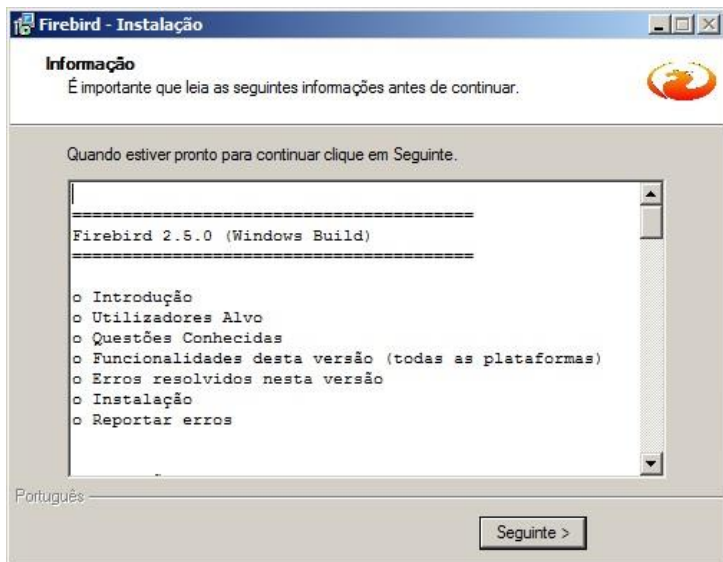 Firebird - Instalação
Informação
É importante que leia as seguintes informações antes de continuar.
Quando estiver pronto para continuar clique em Seguinte.
========================================
Firebird 2.5.0 (Windows Build)
========================================
o Introdução
o Utilizadores Alvo
o Questões Conhecidas
o Funcionalidades desta versão (todas as plataformas)
o Erros resolvidos nesta versão
o Instalação
o Reportar erros
Português
Seguinte >